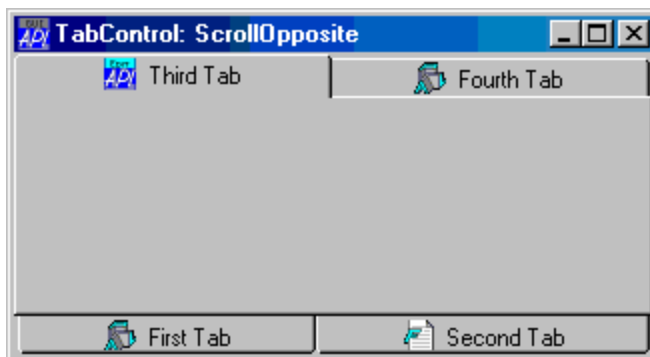 TabControl: ScrollOpposite
Third Tab
Fourth Tab
First Tab
Second Tab